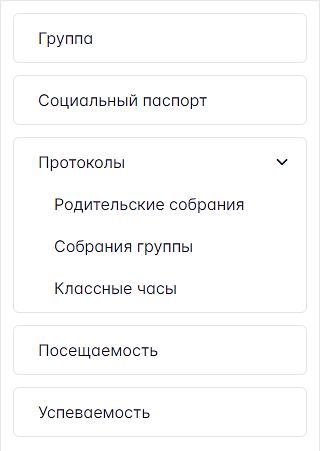 Группа
Социальный паспорт
Протоколы
Родительские собрания
Собрания группы
Классные часы
Посещаемость
Успеваемость